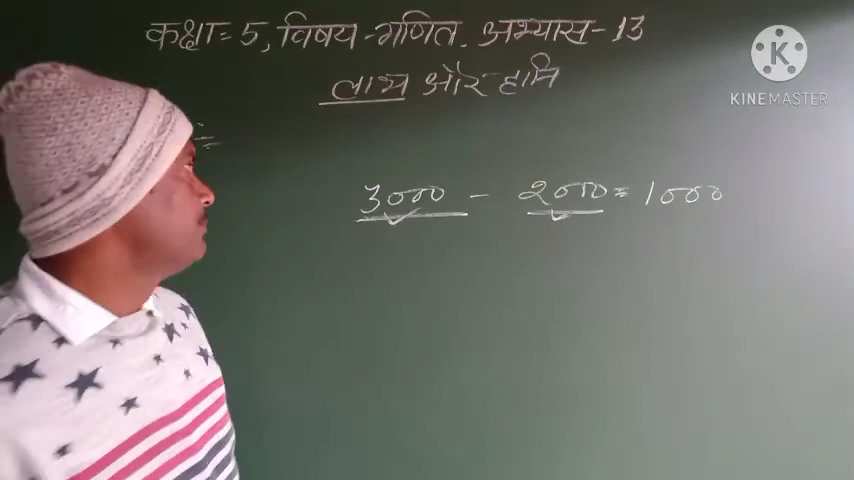 कक्षा = 5, विषय - गणित. अभ्यास - 13
लाभ और हानि
3000 - 2000 = 1000
K
KINEMASTER